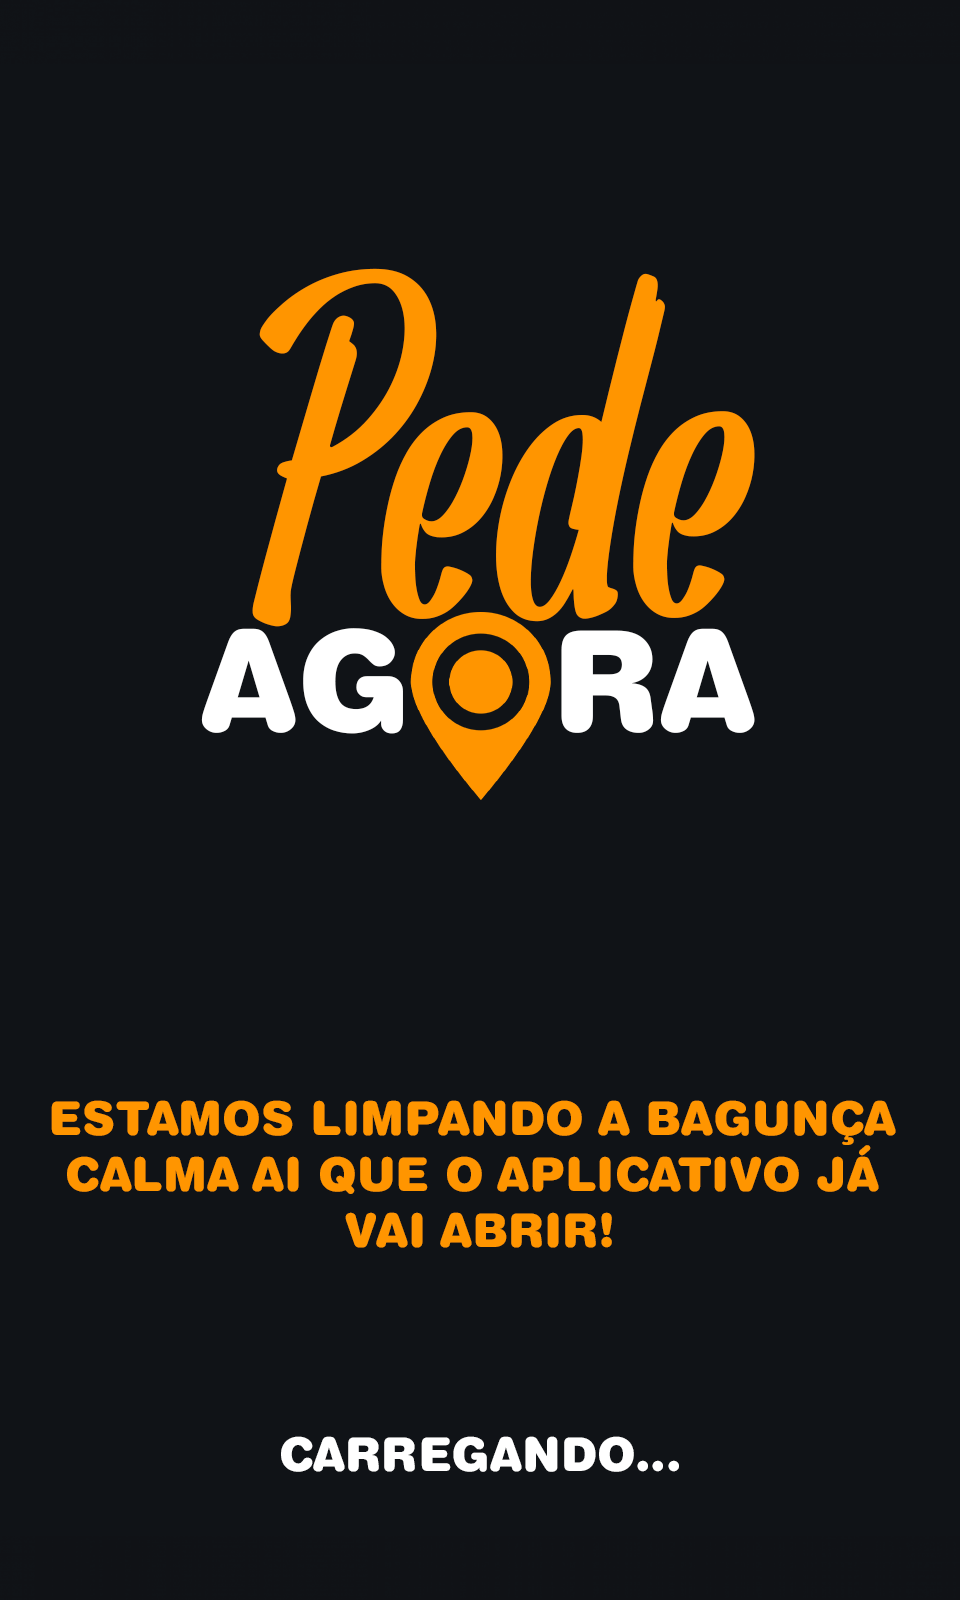 Pede
AGORA
ESTAMOS LIMPANDO A BAGUNÇA
CALMA AI QUE O APLICATIVO JÁ
VAI ABRIR!
CARREGANDO...